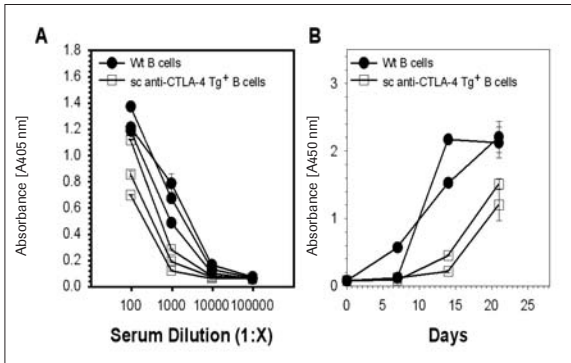 A
Wt B cells
sc anti-CTLA-4 Tg+ B cells
Absorbance [A405 nm]
1.8
1.6
1.4
1.2
1.0
0.8
0.6
0.4
0.2
0.0
100 1000 10000 100000
Serum Dilution (1:X)
B
Wt B cells
sc anti-CTLA-4 Tg+ B cells
Absorbance [A450 nm]
3
2
1
0
0 5 10 15 20 25
Days